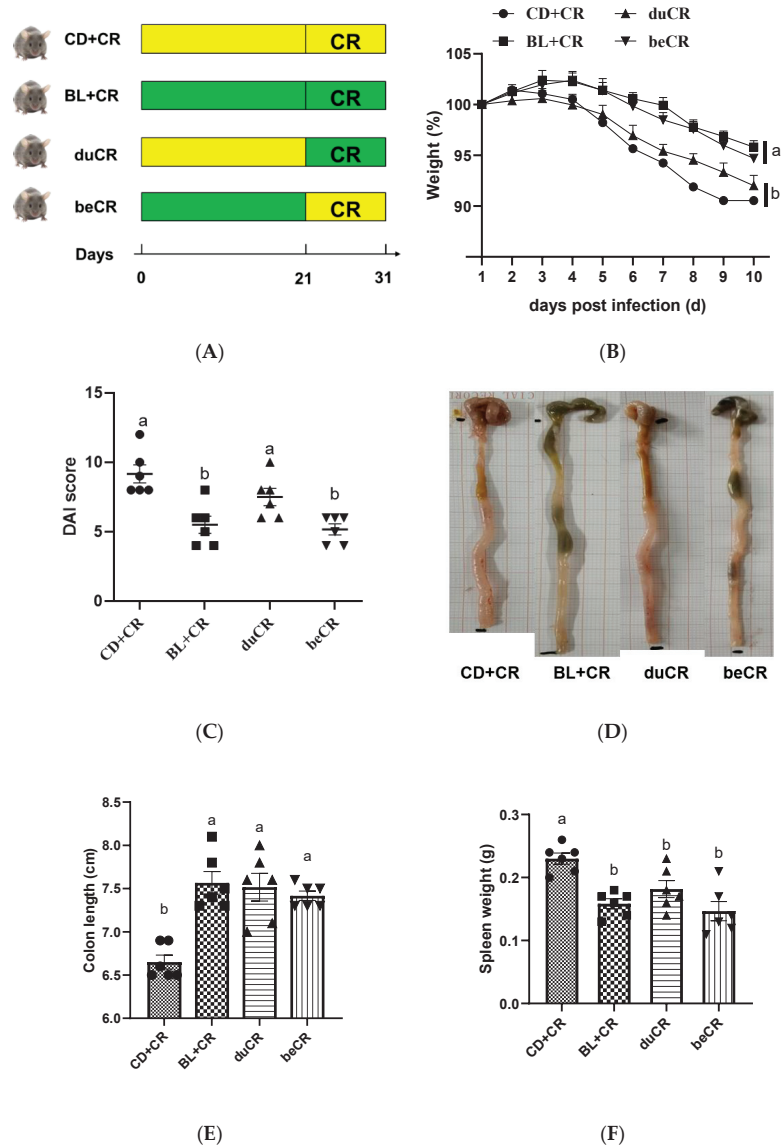 CD+CR CR
BL+CR CR
duCR CR
beCR CR
Days
0 21 31
(A)
CD+CR duCR
BL+CR beCR
Weight (%)
105
100
95
90
a
b
1 2 3 4 5 6 7 8 9 10
days post infection (d)
(B)
DAI score
15
10
5
0
a b a b
CD+CR BL+CR duCR beCR
(C)
CD+CR BL+CR duCR beCR
(D)
Colon length (cm)
8.5
8.0
7.5
7.0
6.5
6.0
b a a a
CD+CR BL+CR duCR beCR
(E)
Spleen weight (g)
0.3
0.2
0.1
0.0
a b b b
CD+CR BL+CR duCR beCR
(F)